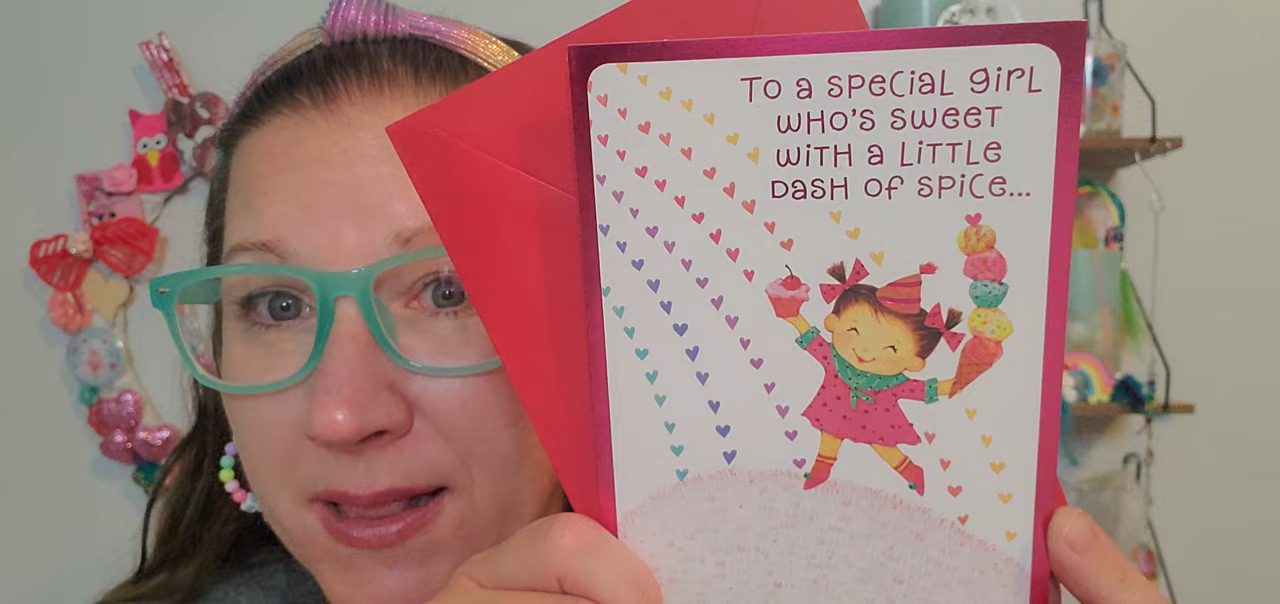 To a special girl
who's sweet
with a little
dash of spice...